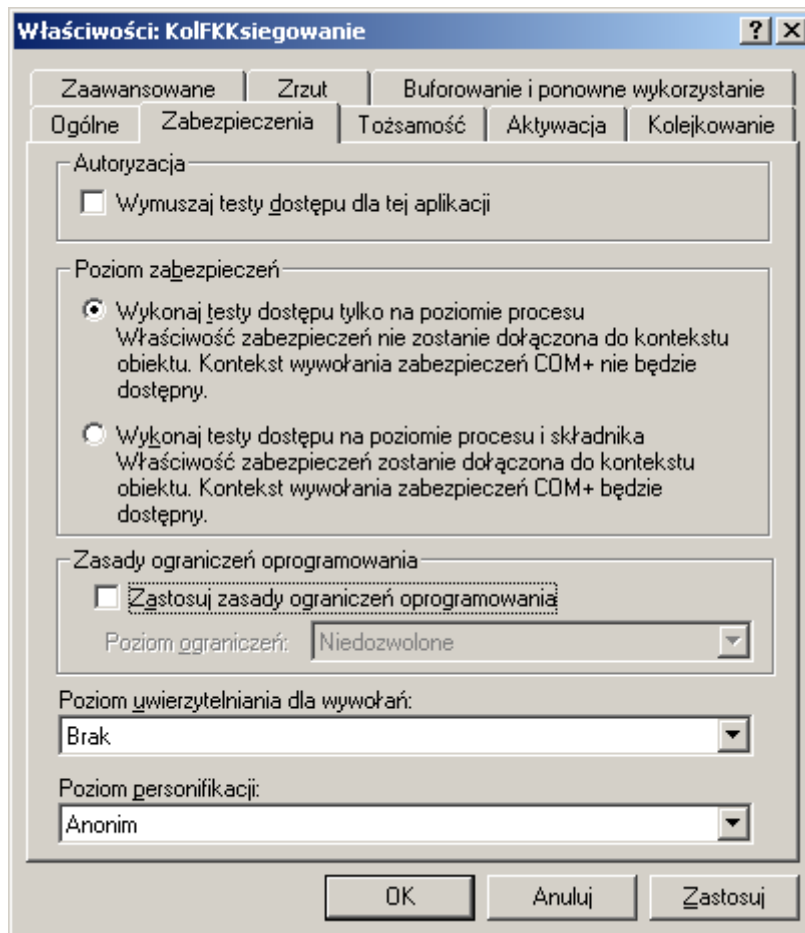 Właściwości: KolFKKsiegowanie
Zaawansowane
Zrzut
Buforowanie i ponowne wykorzystanie
Ogólne
Zabezpieczenia
Tożsamość
Aktywacja
Kolejkowanie
Autoryzacja
Wymuszaj testy dostępu dla tej aplikacji
Poziom zabezpieczeń
Wykonaj testy dostępu tylko na poziomie procesu
Właściwość zabezpieczeń nie zostanie dołączona do kontekstu
obiektu. Kontekst wywołania zabezpieczeń COM+ nie będzie
dostępny.
Wykonaj testy dostępu na poziomie procesu i składnika
Właściwość zabezpieczeń zostanie dołączona do kontekstu
obiektu. Kontekst wywołania zabezpieczeń COM+ będzie
dostępny.
Zasady ograniczeń oprogramowania
Zastosuj zasady ograniczeń oprogramowania
Poziom ograniczeń: Niedozwolone
Poziom uwierzytelniania dla wywołań:
Brak
Poziom personifikacji:
Anonim
OK
Anuluj
Zastosuj